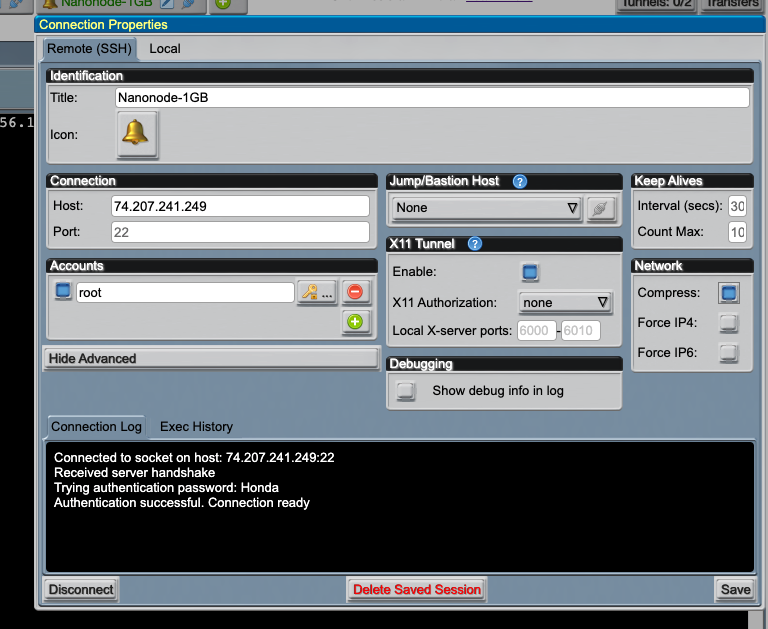 Nanonode-1GB
Tunnels: 0/2
Transfers
Connection Properties
Remote (SSH)
Local
56.1
Identification
Title:
Nanonode-1GB
Icon:
Connection
Host:
74.207.241.249
Port:
22
Accounts
root
...
Hide Advanced
Jump/Bastion Host
?
None
X11 Tunnel
?
Enable:
X11 Authorization:
none
Local X-server ports:
6000
-
6010
Debugging
Show debug info in log
Keep Alives
Interval (secs):
30
Count Max:
10
Network
Compress:
Force IP4:
Force IP6:
Connection Log
Exec History
Connected to socket on host: 74.207.241.249:22
Received server handshake
Trying authentication password: Honda
Authentication successful. Connection ready
Disconnect
Delete Saved Session
Save